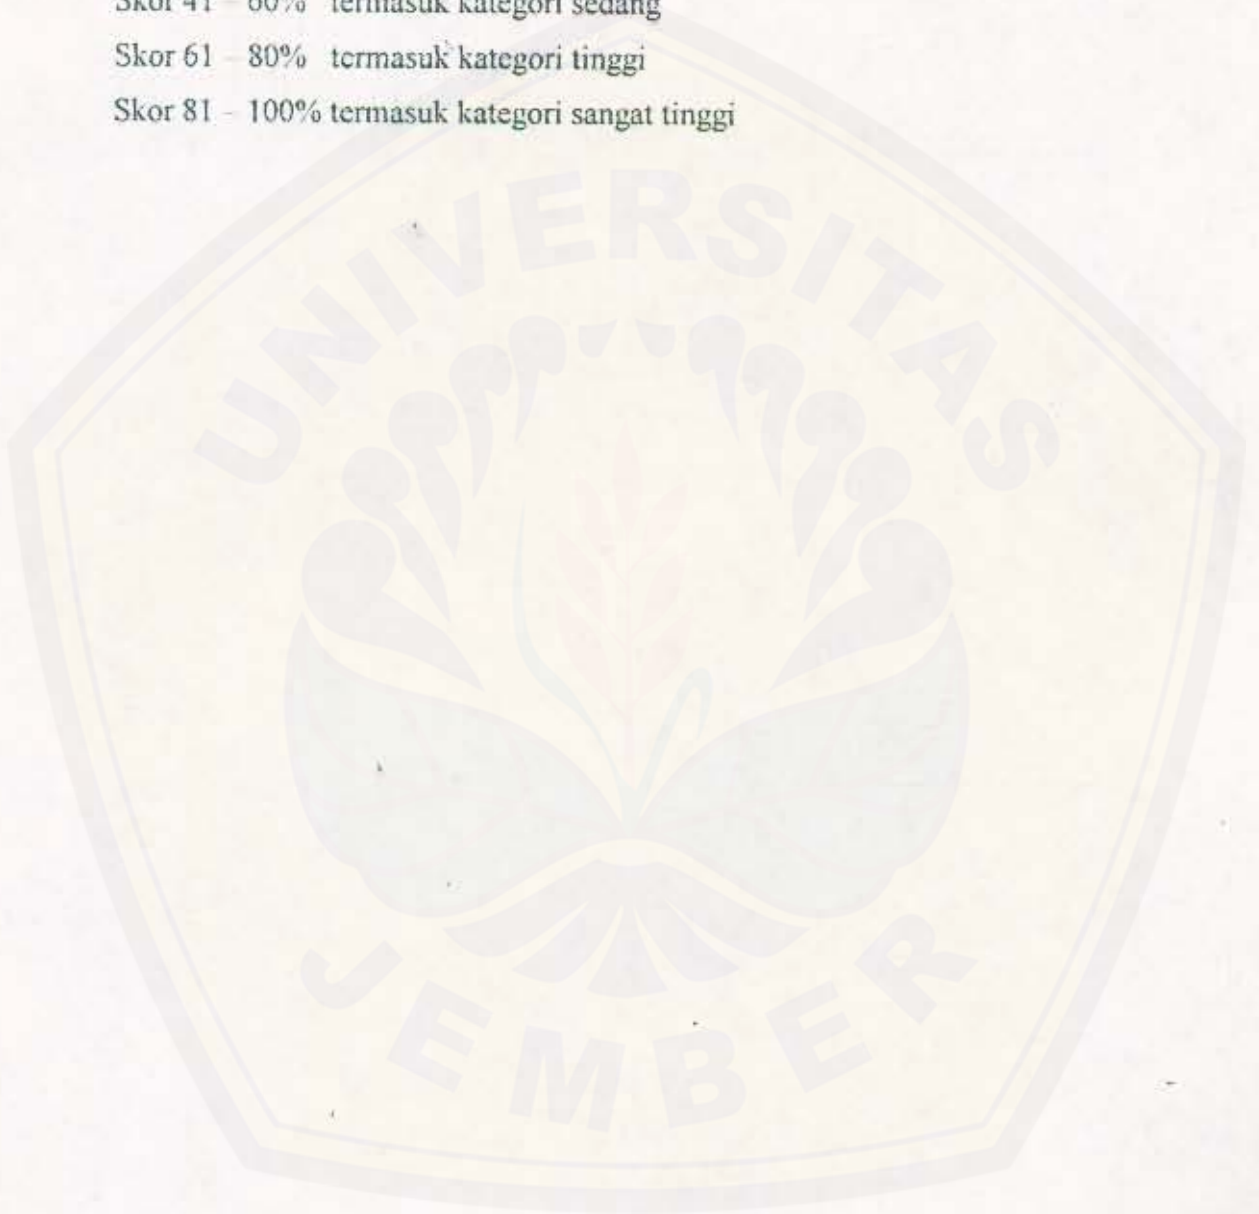 Skor 41 – 60% termasuk kategori sedang
Skor 61 – 80% termasuk kategori tinggi
Skor 81 – 100% termasuk kategori sangat tinggi
UNIVERSITAS
JEMBER